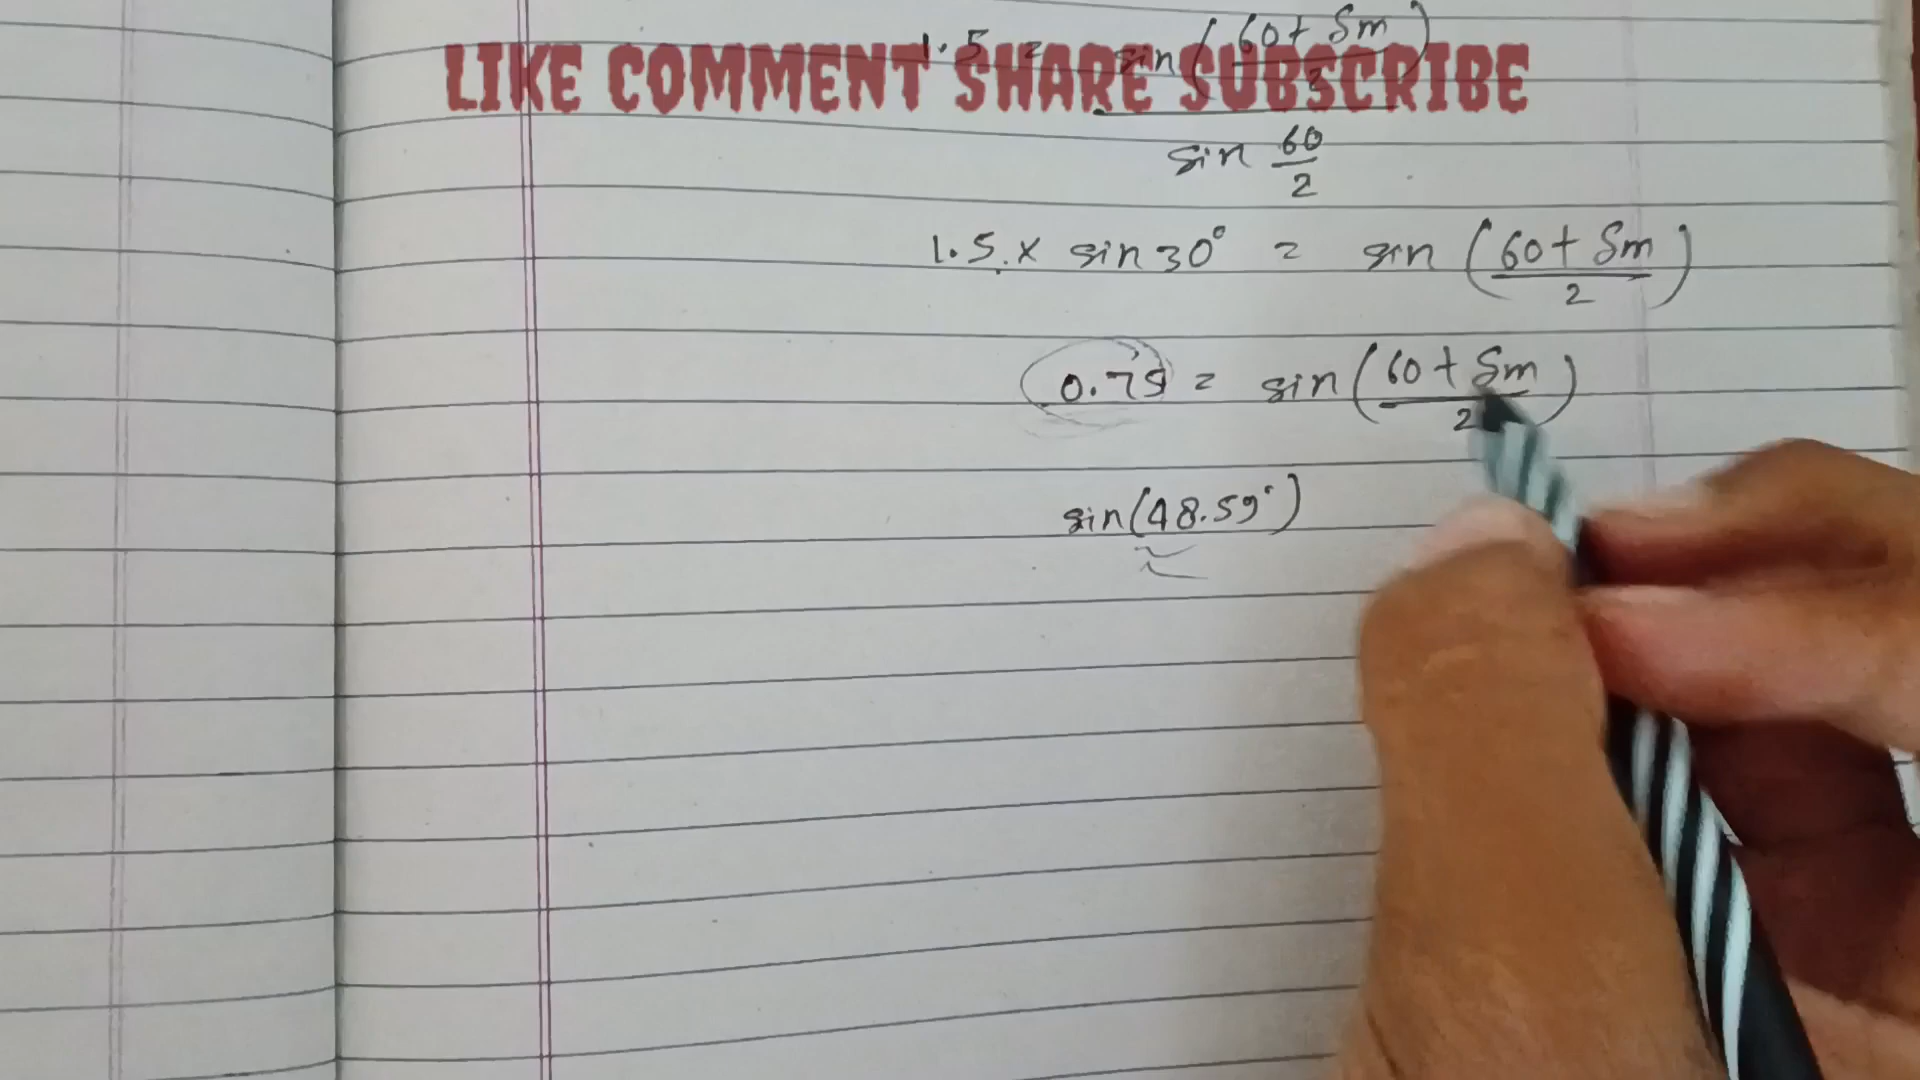 1.5 = sin (60 + δm
LIKE COMMENT SHARE SUBSCRIBE
sin 60/2
1.5 × sin 30° = sin (60 + δm / 2)
0.75 = sin (60 + δm / 2)
sin (48.59°)